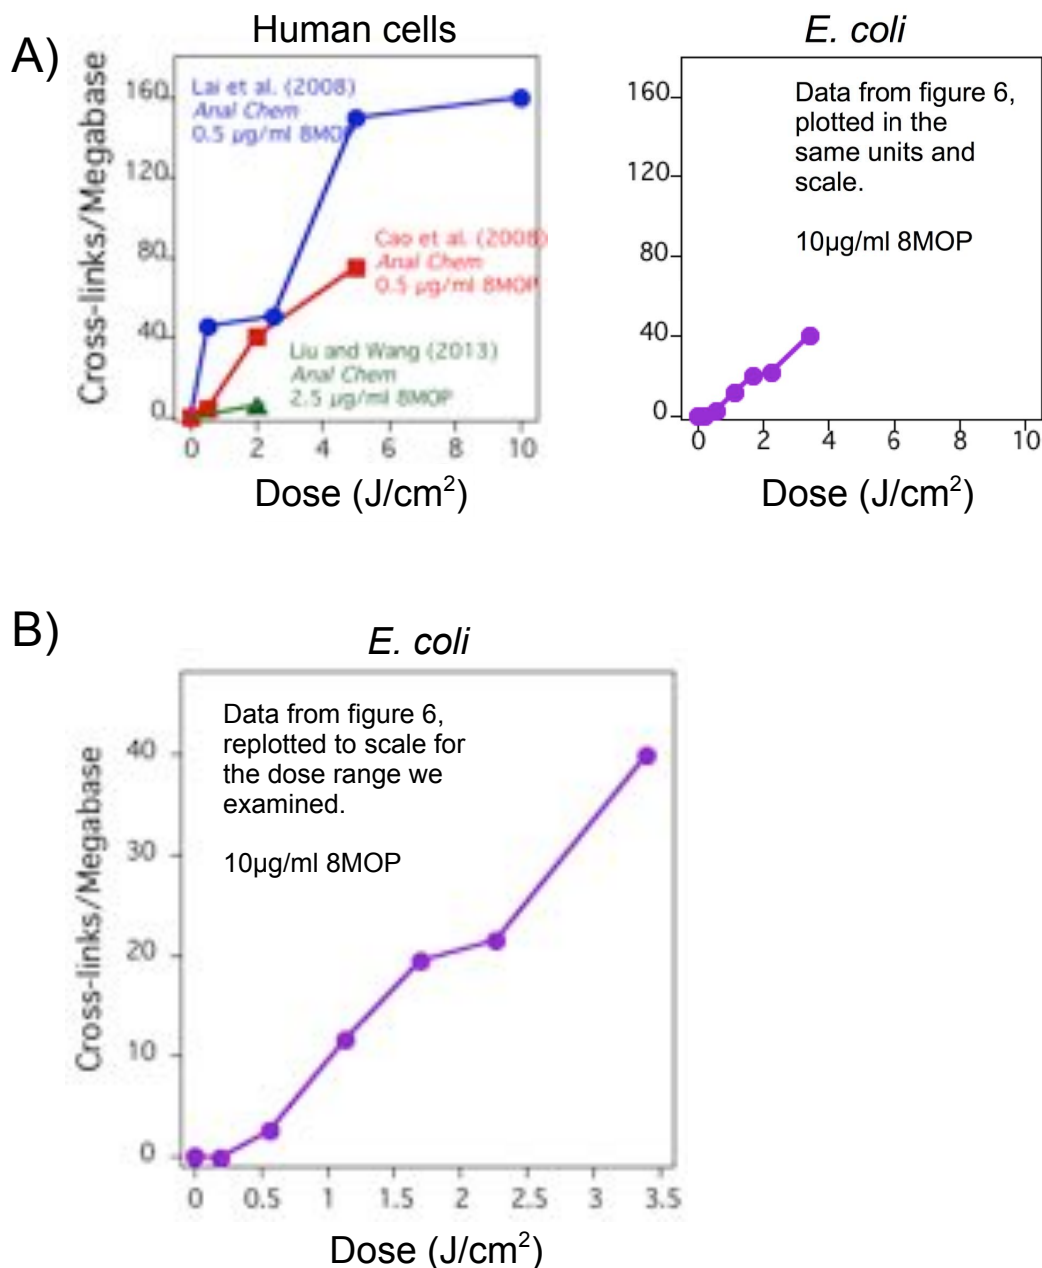 A)
Human cells
Cross-links/Megabase
160
120
80
40
0
Lai et al. (2008)
Anal Chem
0.5 µg/ml 8MOP
Cao et al. (2008)
Anal Chem
0.5 µg/ml 8MOP
Liu and Wang (2013)
Anal Chem
2.5 µg/ml 8MOP
0 2 4 6 8 10
Dose (J/cm²)
E. coli
160
120
80
40
0
Data from figure 6,
plotted in the
same units and
scale.
10µg/ml 8MOP
0 2 4 6 8 10
Dose (J/cm²)
B)
E. coli
Cross-links/Megabase
40
30
20
10
0
Data from figure 6,
replotted to scale for
the dose range we
examined.
10µg/ml 8MOP
0 0.5 1 1.5 2 2.5 3 3.5
Dose (J/cm²)